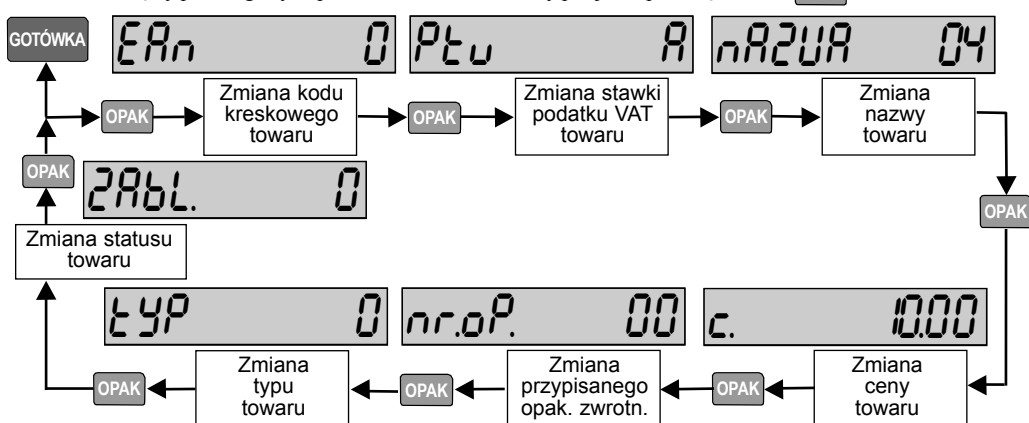 GOTÓWKA
EAn 0
Ptu A
nA2UA 04
OPAK
Zmiana kodu
kreskowego
towaru
OPAK
Zmiana stawki
podatku VAT
towaru
OPAK
Zmiana
nazwy
towaru
OPAK
OPAK
2AbL. 0
Zmiana statusu
towaru
tYP 0
nr.oP. 00
c. 10.00
OPAK
Zmiana
typu
towaru
OPAK
Zmiana
przypisanego
opak. zwrotn.
OPAK
Zmiana
ceny
towaru